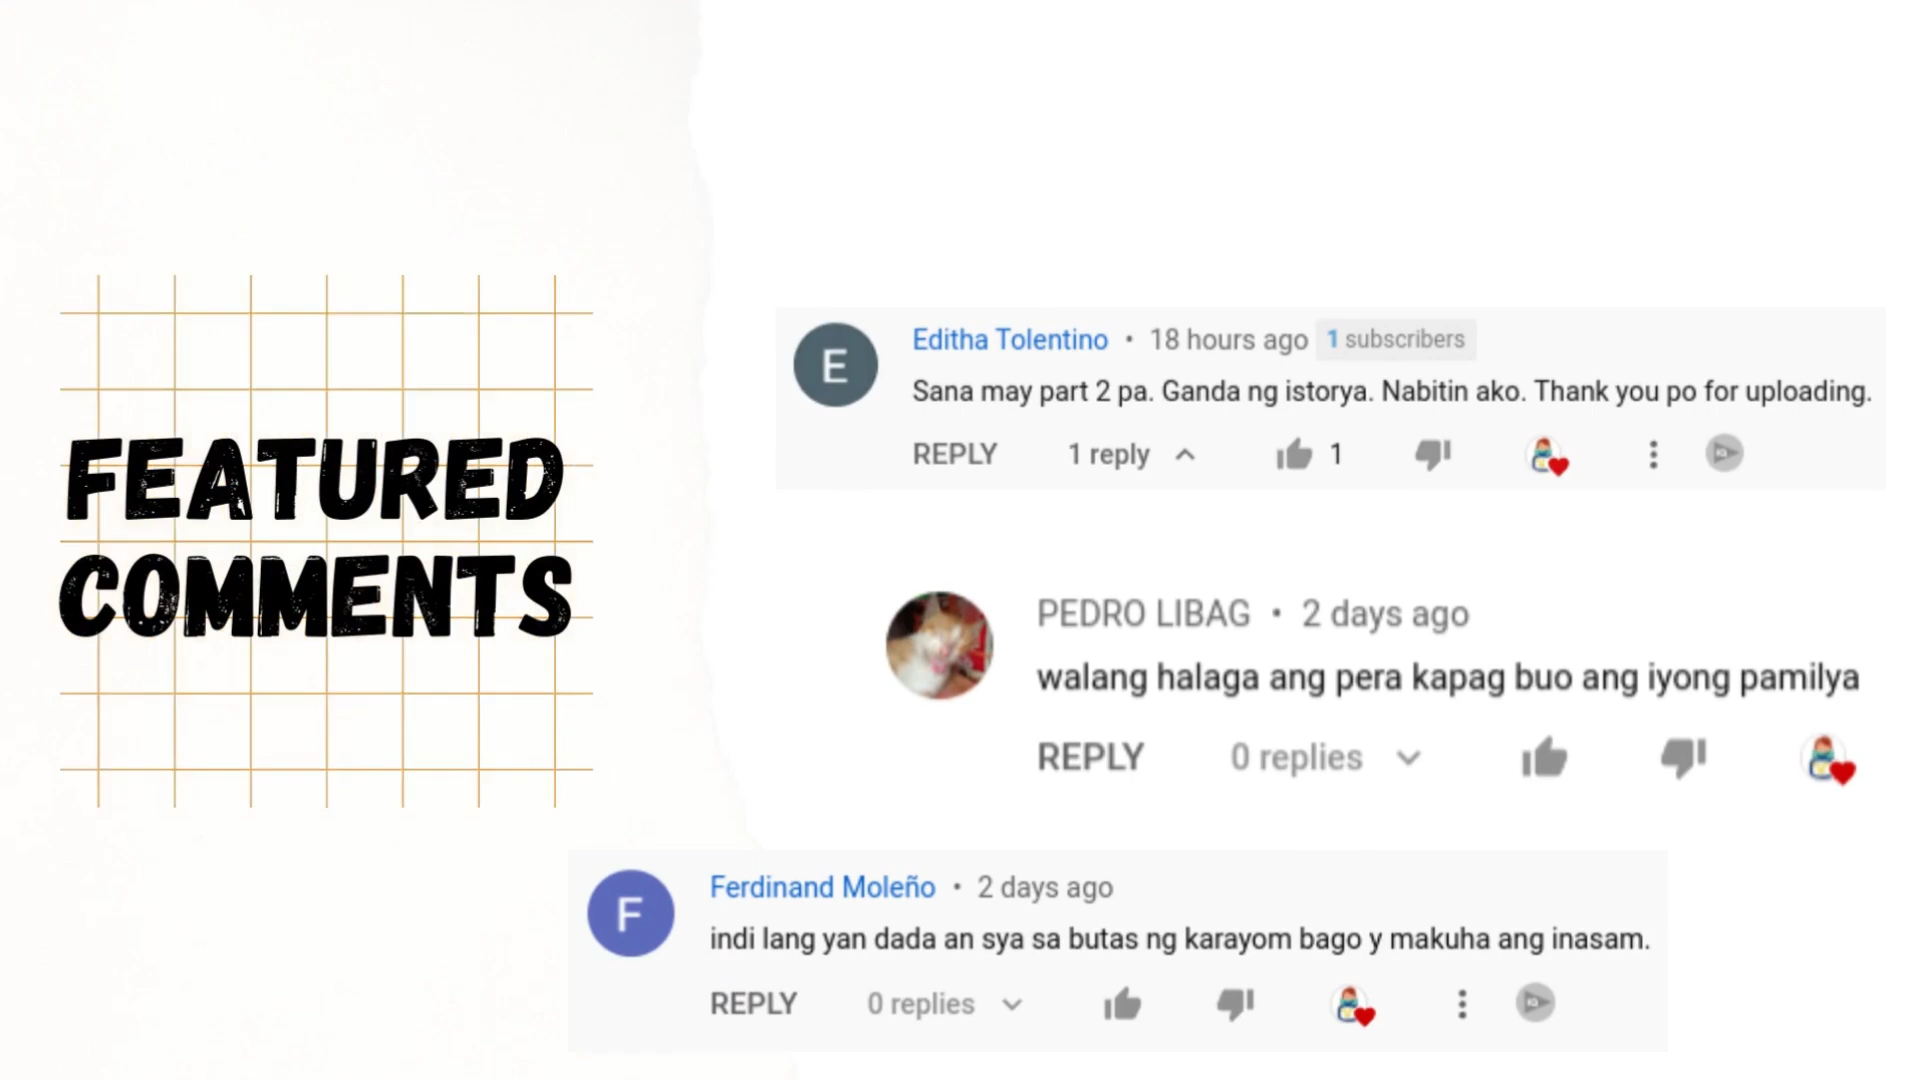 FEATURED
COMMENTS
E
Editha Tolentino • 18 hours ago 1 subscribers
Sana may part 2 pa. Ganda ng istorya. Nabitin ako. Thank you po for uploading.
REPLY 1 reply 1
PEDRO LIBAG • 2 days ago
walang halaga ang pera kapag buo ang iyong pamilya
REPLY 0 replies
F
Ferdinand Moleño • 2 days ago
indi lang yan dada an sya sa butas ng karayom bago y makuha ang inasam.
REPLY 0 replies